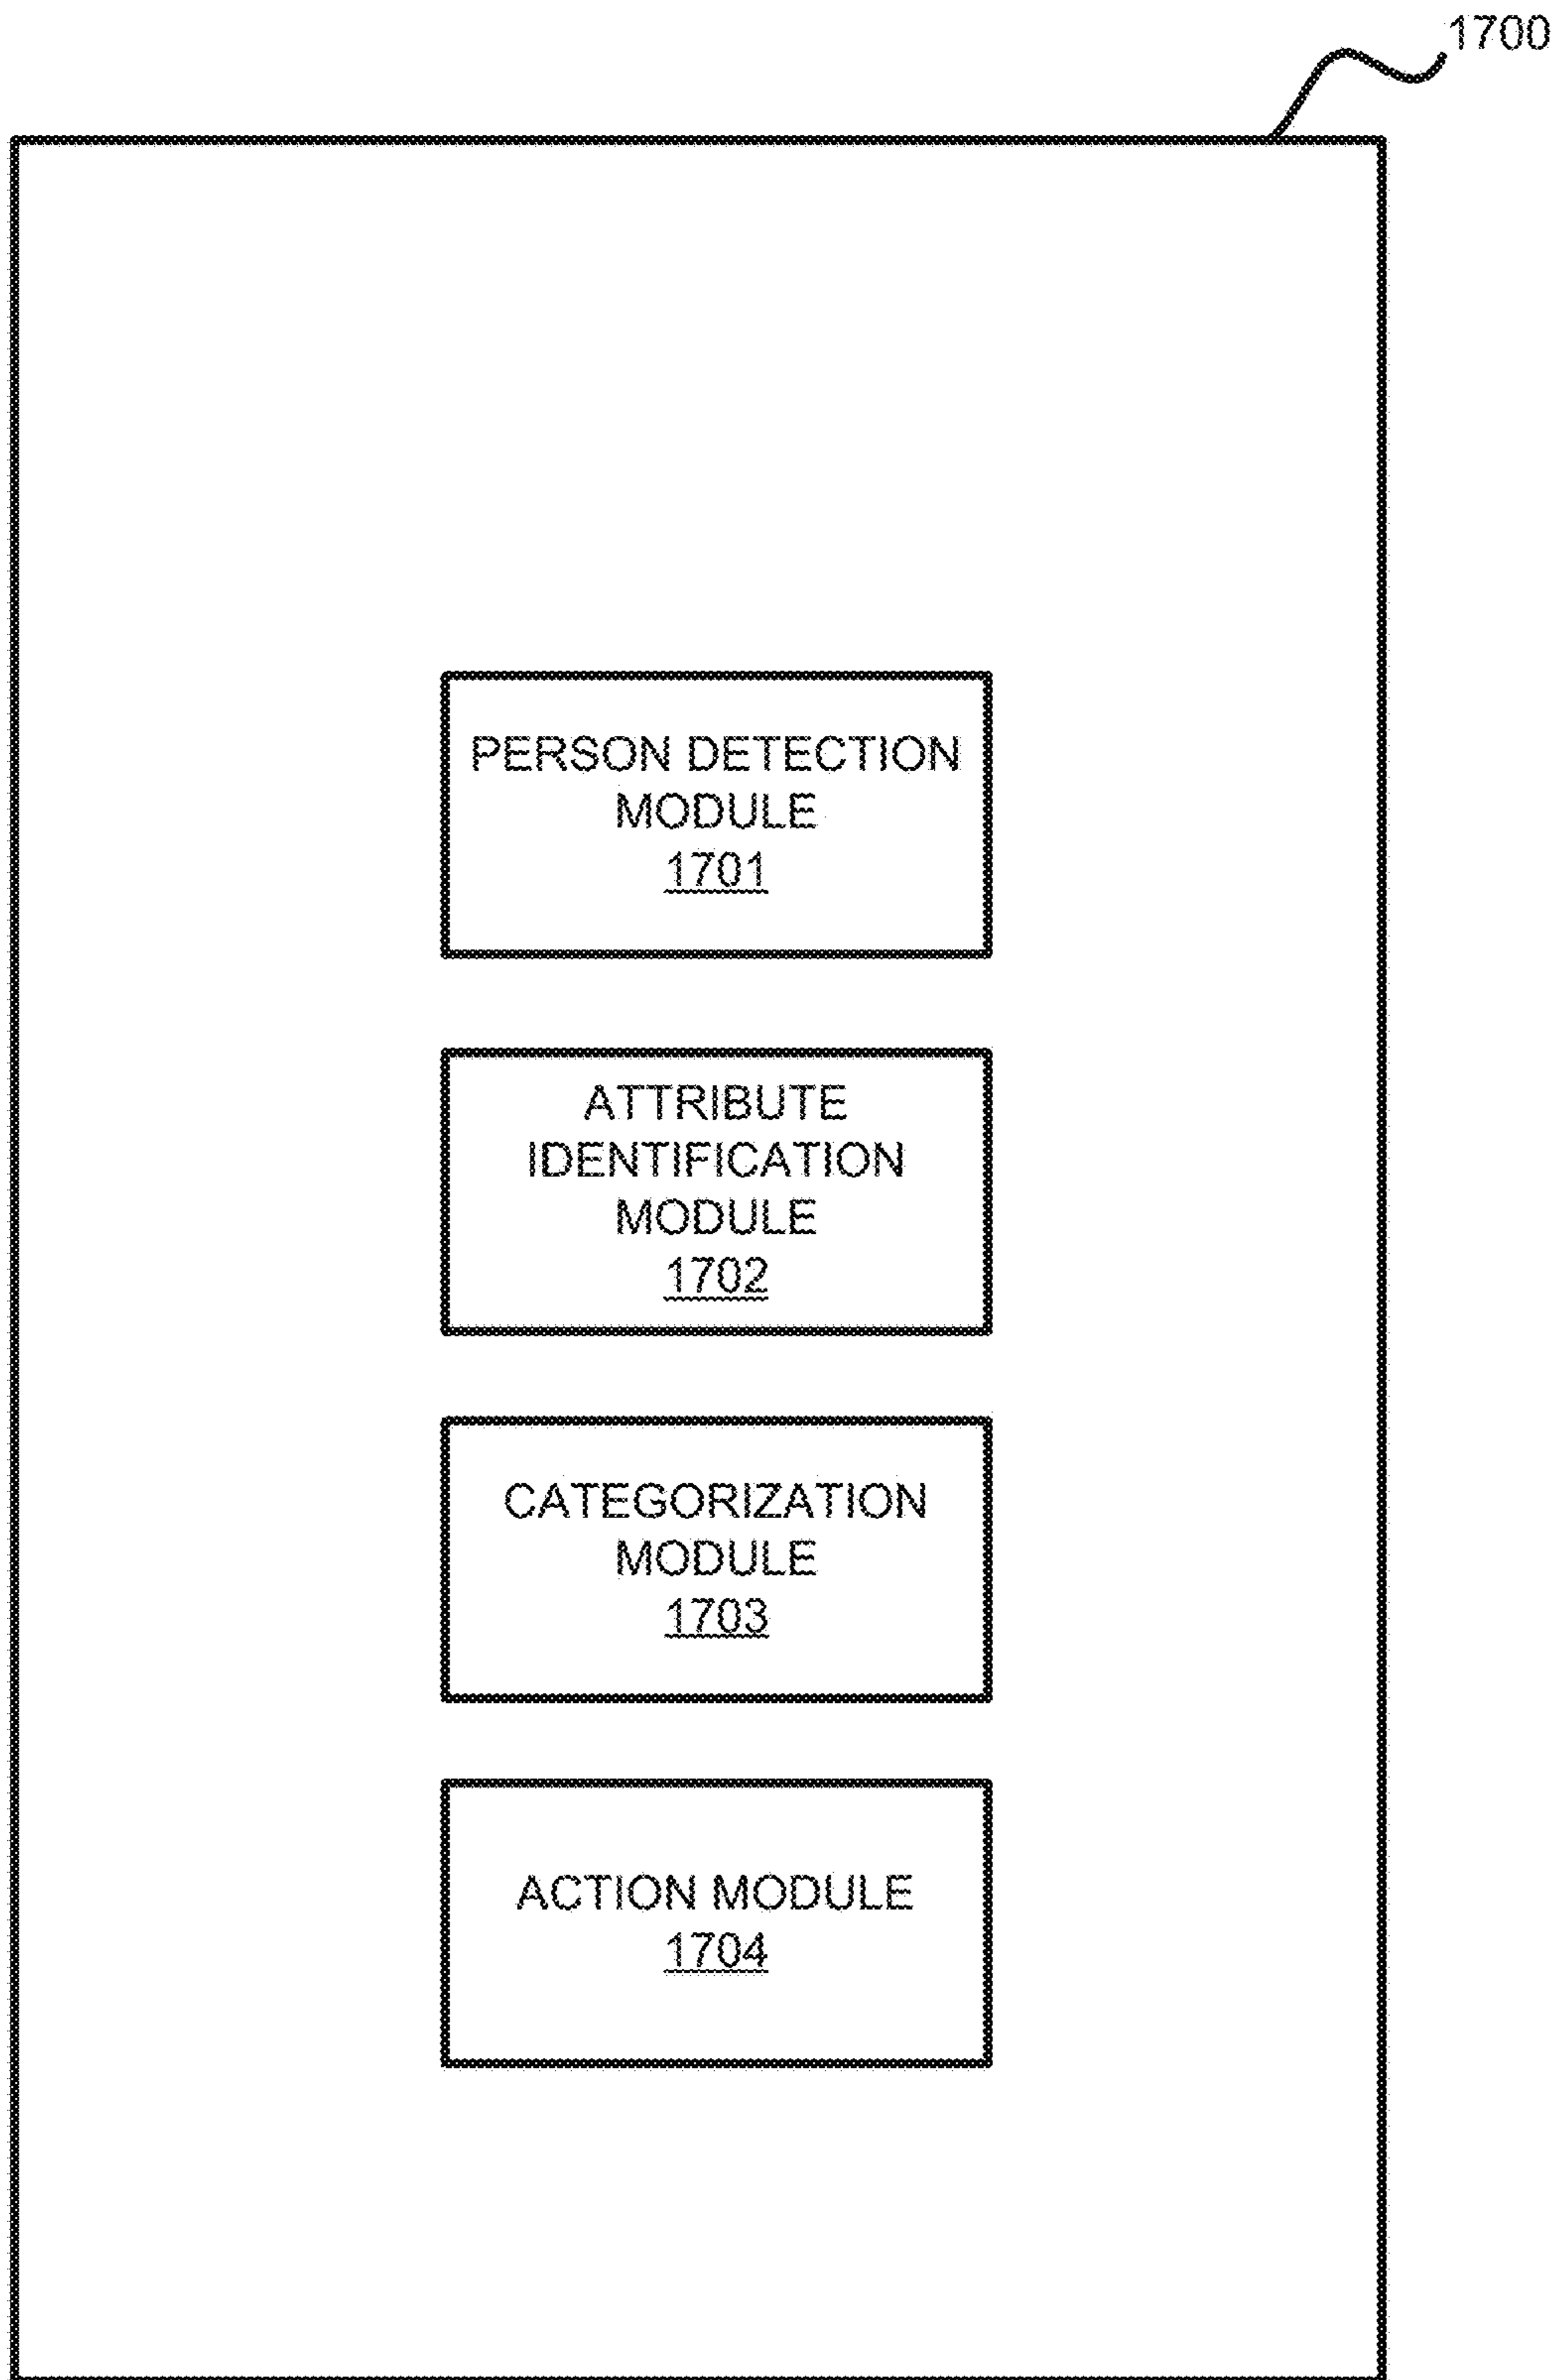 1700
PERSON DETECTION
MODULE
1701
ATTRIBUTE
IDENTIFICATION
MODULE
1702
CATEGORIZATION
MODULE
1703
ACTION MODULE
1704